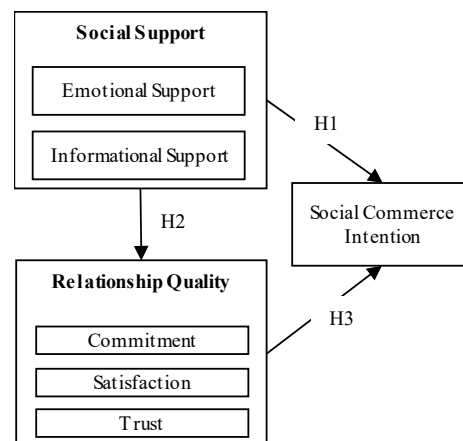 Social Support
Emotional Support
Informational Support
H1
H2
Social Commerce
Intention
Relationship Quality
H3
Commitment
Satisfaction
Trust